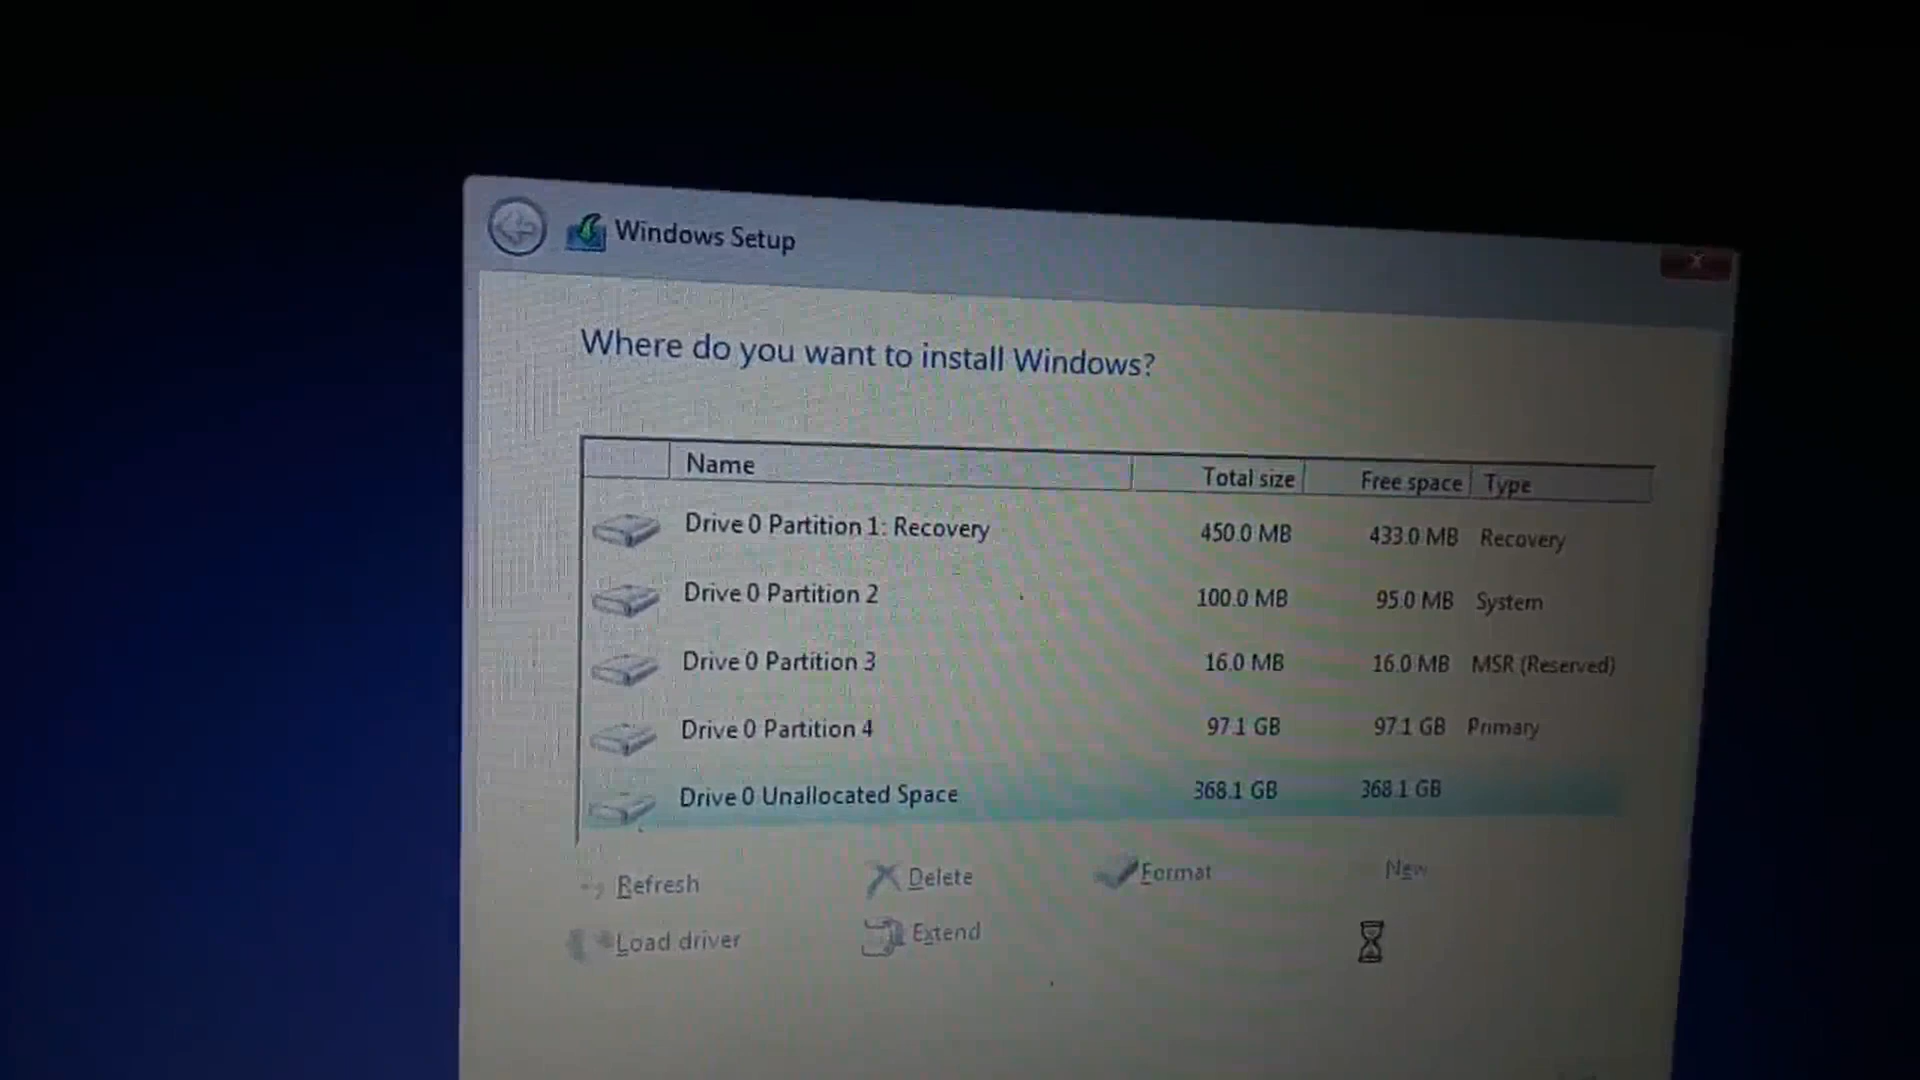 Windows Setup
Where do you want to install Windows?
Name Total size Free space Type
Drive 0 Partition 1: Recovery 450.0 MB 433.0 MB Recovery
Drive 0 Partition 2 100.0 MB 95.0 MB System
Drive 0 Partition 3 16.0 MB 16.0 MB MSR (Reserved)
Drive 0 Partition 4 97.1 GB 97.1 GB Primary
Drive 0 Unallocated Space 368.1 GB 368.1 GB
Refresh Delete Format New
Load driver Extend